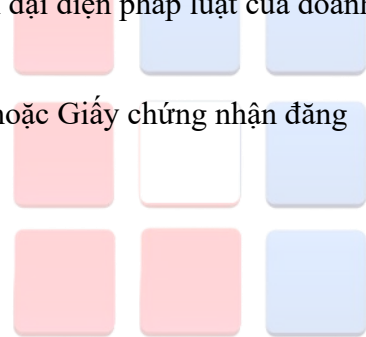 đại diện pháp luật của doanh
hoặc Giấy chứng nhận đăng